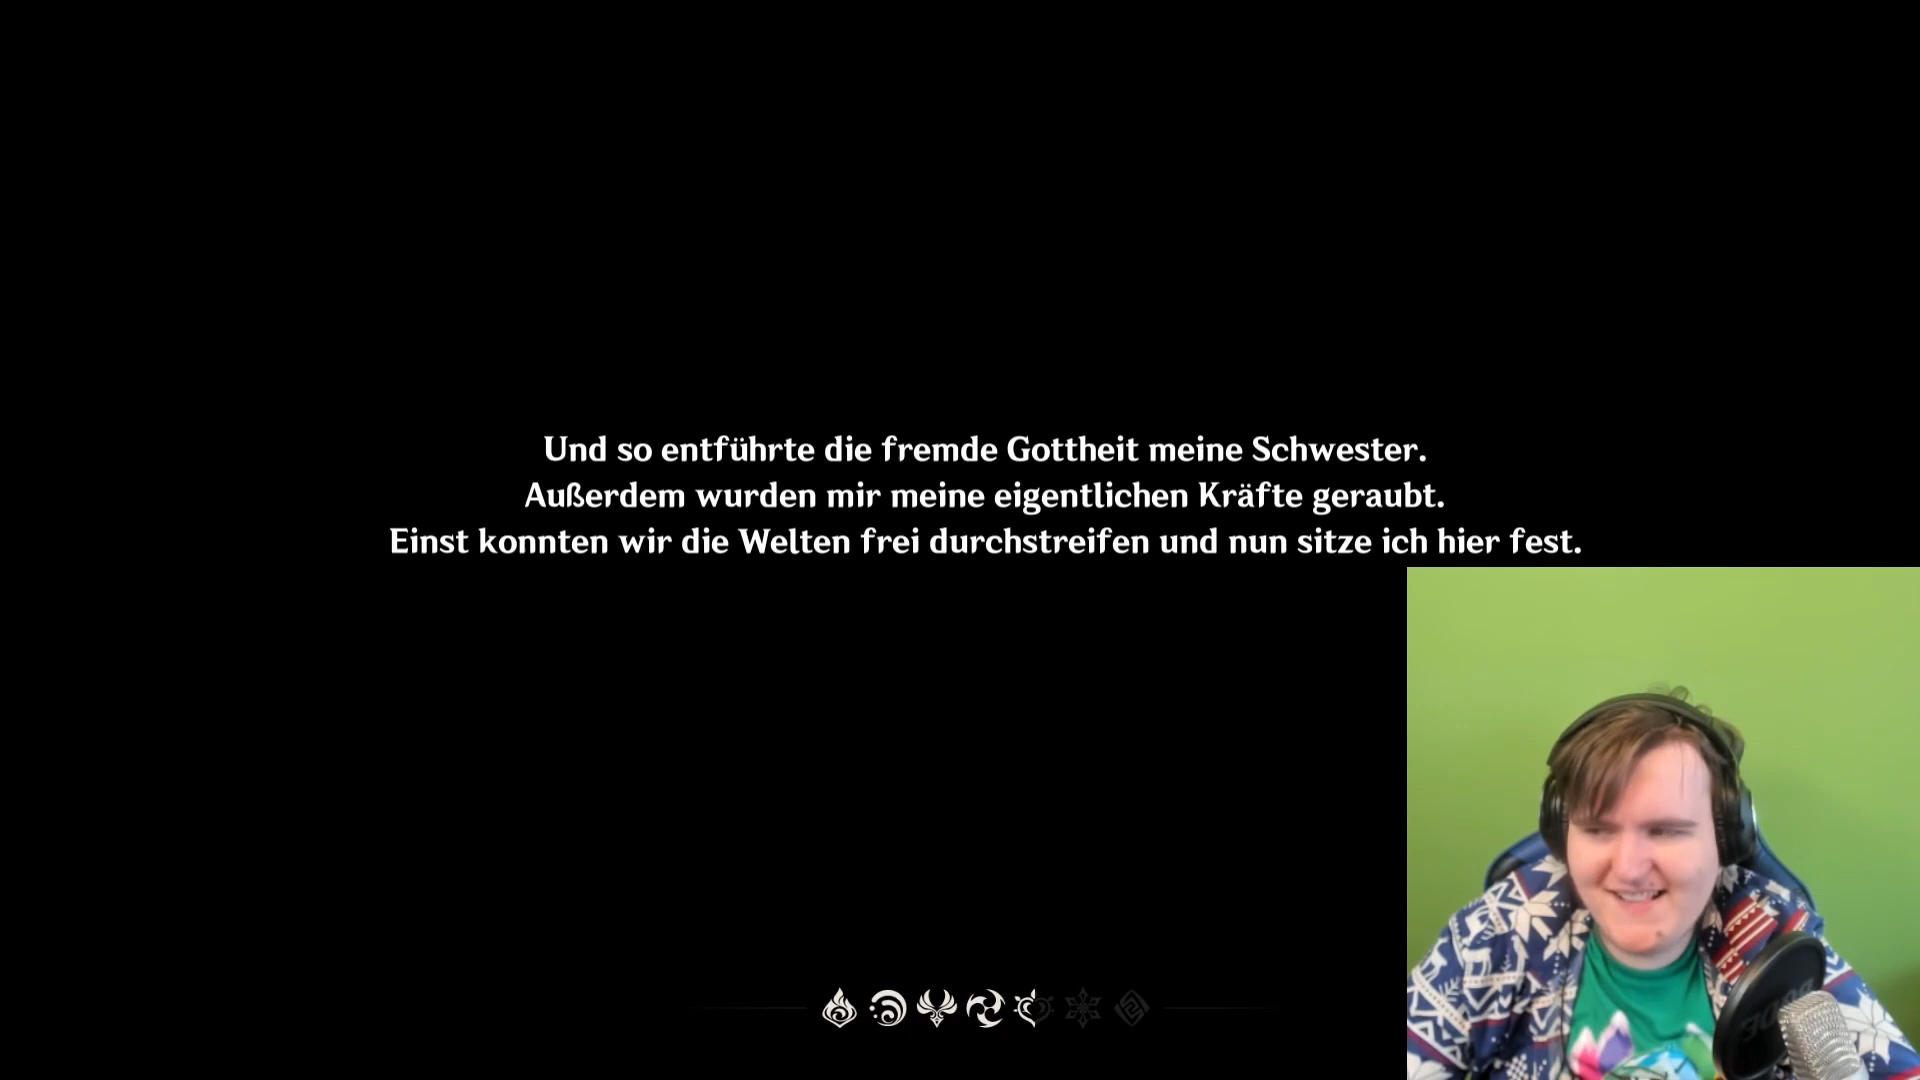 Und so entführte die fremde Gottheit meine Schwester.
Außerdem wurden mir meine eigentlichen Kräfte geraubt.
Einst konnten wir die Welten frei durchstreifen und nun sitze ich hier fest.